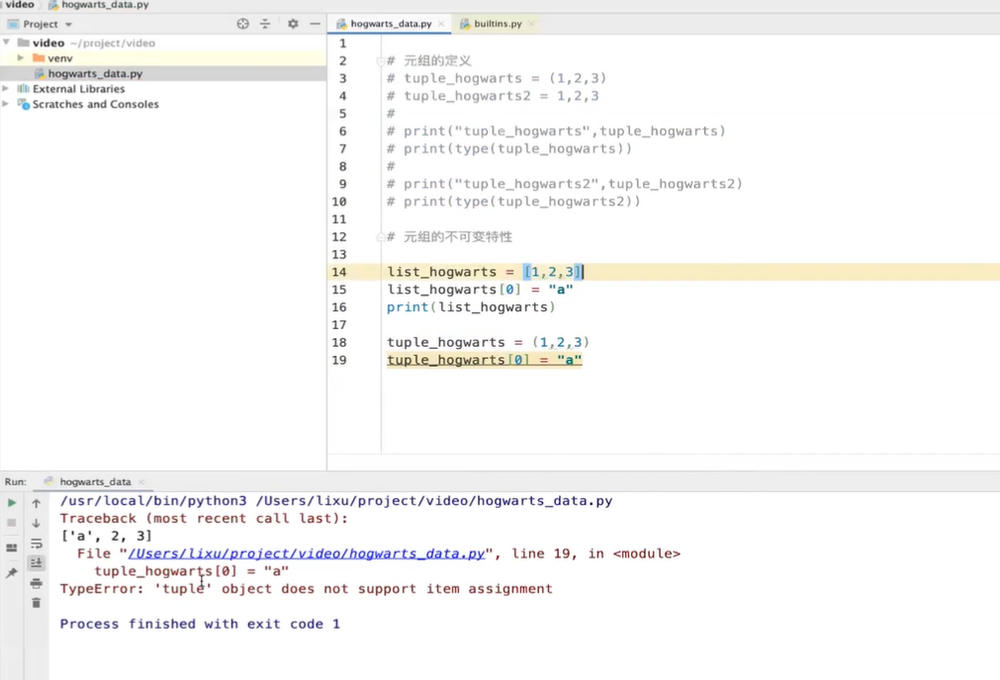 video hogwarts_data.py
Project
hogwarts_data.py
builtins.py
video ~/project/video
venv
hogwarts_data.py
External Libraries
Scratches and Consoles
1
2 # 元组的定义
3 # tuple_hogwarts = (1,2,3)
4 # tuple_hogwarts2 = 1,2,3
5 #
6 # print("tuple_hogwarts",tuple_hogwarts)
7 # print(type(tuple_hogwarts))
8 #
9 # print("tuple_hogwarts2",tuple_hogwarts2)
10 # print(type(tuple_hogwarts2))
11
12 # 元组的不可变特性
13
14 list_hogwarts = [1,2,3]
15 list_hogwarts[0] = "a"
16 print(list_hogwarts)
17
18 tuple_hogwarts = (1,2,3)
19 tuple_hogwarts[0] = "a"
Run: hogwarts_data
/usr/local/bin/python3 /Users/lixu/project/video/hogwarts_data.py
Traceback (most recent call last):
['a', 2, 3]
File "/Users/lixu/project/video/hogwarts_data.py", line 19, in <module>
tuple_hogwarts[0] = "a"
TypeError: 'tuple' object does not support item assignment
Process finished with exit code 1